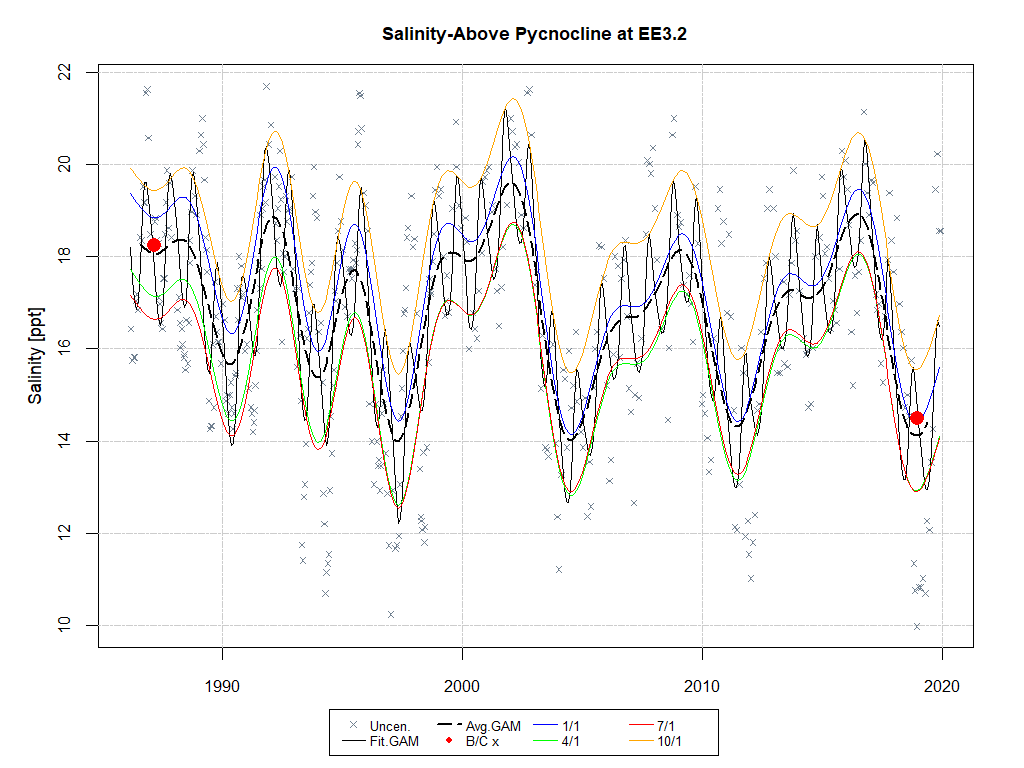 Salinity-Above Pycnocline at EE3.2
22
20
18
16
14
12
10
Salinity [ppt]
1990 2000 2010 2020
Uncen. Avg.GAM 1/1 7/1
Fit.GAM B/C x 4/1 10/1